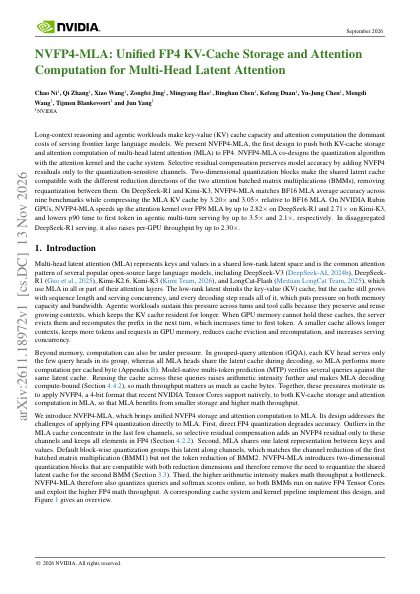 NVIDIA
September 2026
NVFP4-MLA: Unified FP4 KV-Cache Storage and Attention
Computation for Multi-Head Latent Attention
Chao Ni¹, Qi Zhang¹, Xiao Wang¹, Zongfei Jing¹, Mingyang Hao¹, Binghan Chen¹, Kefeng Duan¹, Yu-Jung Chen¹, Mengdi
Wang¹, Tijmen Blankevoort¹ and Jun Yang¹
¹NVIDIA
Long-context reasoning and agentic workloads make key-value (KV) cache capacity and attention computation the dominant
costs of serving frontier large language models. We present NVFP4-MLA, the first design to push both KV-cache storage
and attention computation of multi-head latent attention (MLA) to FP4. NVFP4-MLA co-designs the quantization algorithm
with the attention kernel and the cache system. Selective residual compensation preserves model accuracy by adding NVFP4
residuals only to the quantization-sensitive channels. Two-dimensional quantization blocks make the shared latent cache
compatible with the different reduction directions of the two attention batched matrix multiplications (BMMs), removing
requantization between them. On DeepSeek-R1 and Kimi-K3, NVFP4-MLA matches BF16 MLA average accuracy across
nine benchmarks while compressing the MLA KV cache by 3.20× and 3.05× relative to BF16 MLA. On NVIDIA Rubin
GPUs, NVFP4-MLA speeds up the attention kernel over FP8 MLA by up to 2.82× on DeepSeek-R1 and 2.71× on Kimi-K3,
and lowers p90 time to first token in agentic multi-turn serving by up to 3.5× and 2.1×, respectively. In disaggregated
DeepSeek-R1 serving, it also raises per-GPU throughput by up to 2.30×.
1. Introduction
Multi-head latent attention (MLA) represents keys and values in a shared low-rank latent space and is the common attention
pattern of several popular open-source large language models, including DeepSeek-V3 (DeepSeek-AI, 2024b), DeepSeek-
R1 (Guo et al., 2025), Kimi-K2.6, Kimi-K3 (Kimi Team, 2026), and LongCat-Flash (Meituan LongCat Team, 2025), which
use MLA in all or part of their attention layers. The low-rank latent shrinks the key-value (KV) cache, but the cache still grows
with sequence length and serving concurrency, and every decoding step reads all of it, which puts pressure on both memory
capacity and bandwidth. Agentic workloads sustain this pressure across turns and tool calls because they preserve and reuse
growing contexts, which keeps the KV cache resident for longer. When GPU memory cannot hold these caches, the server
evicts them and recomputes the prefix in the next turn, which increases time to first token. A smaller cache allows longer
contexts, keeps more tokens and requests in GPU memory, reduces cache eviction and recomputation, and increases serving
concurrency.
Beyond memory, computation can also be under pressure. In grouped-query attention (GQA), each KV head serves only
the few query heads in its group, whereas all MLA heads share the latent cache during decoding, so MLA performs more
computation per cached byte (Appendix B). Model-native multi-token prediction (MTP) verifies several queries against the
same latent cache. Reusing the cache across these queries raises arithmetic intensity further and makes MLA decoding
compute-bound (Section 4.4.2), so math throughput matters as much as cache bytes. Together, these pressures motivate us
to apply NVFP4, a 4-bit format that recent NVIDIA Tensor Cores support natively, to both KV-cache storage and attention
computation in MLA, so that MLA benefits from smaller storage and higher math throughput.
We introduce NVFP4-MLA, which brings unified NVFP4 storage and attention computation to MLA. Its design addresses the
challenges of applying FP4 quantization directly to MLA. First, direct FP4 quantization degrades accuracy. Outliers in the
MLA cache concentrate in the last few channels, so selective residual compensation adds an NVFP4 residual only to these
channels and keeps all elements in FP4 (Section 4.2.2). Second, MLA shares one latent representation between keys and
values. Default block-wise quantization groups this latent along channels, which matches the channel reduction of the first
batched matrix multiplication (BMM1) but not the token reduction of BMM2. NVFP4-MLA introduces two-dimensional
quantization blocks that are compatible with both reduction dimensions and therefore remove the need to requantize the shared
latent cache for the second BMM (Section 3.3). Third, the higher arithmetic intensity makes math throughput a bottleneck.
NVFP4-MLA therefore also quantizes queries and softmax scores online, so both BMMs run on native FP4 Tensor Cores
and exploit the higher FP4 math throughput. A corresponding cache system and kernel pipeline implement this design, and
Figure 1 gives an overview.
© 2026 NVIDIA. All rights reserved.
arXiv:2611.18972v1 [cs.DC] 13 Nov 2026